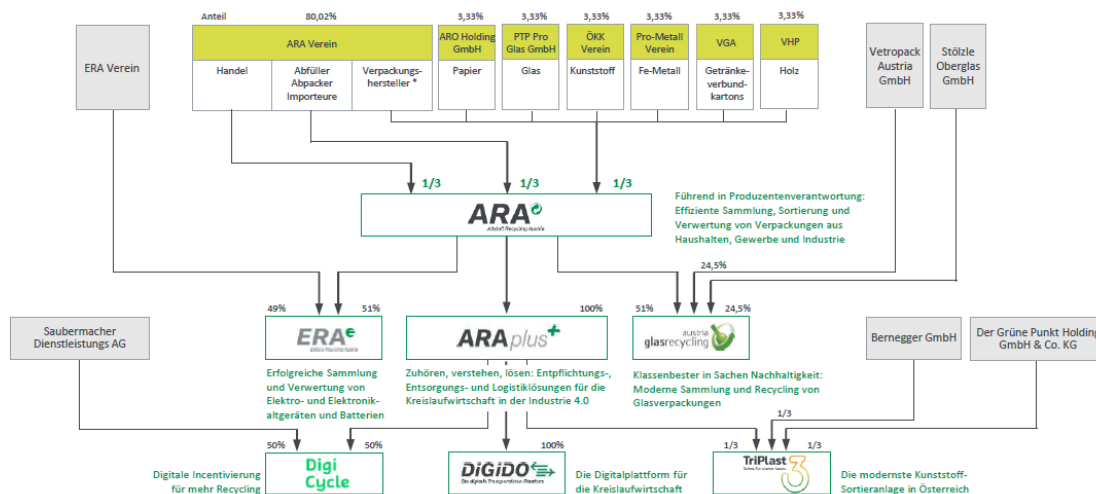 Anteil 80,02% 3,33% 3,33% 3,33% 3,33% 3,33% 3,33%
ERA Verein
ARA Verein
ARO Holding
GmbH
PTP Pro
Glas GmbH
ÖKK
Verein
Pro-Metall
Verein
VGA
VHP
Handel
Abfüller
Abpacker
Importeure
Verpackungs-
hersteller *
Papier
Glas
Kunststoff
Fe-Metall
Getränke-
verbund-
kartons
Holz
Vetropack
Austria
GmbH
Stölzle
Oberglas
GmbH
1/3 1/3 1/3
ARA
Altstoff Recycling Austria
Führend in Produzentenverantwortung:
Effiziente Sammlung, Sortierung und
Verwertung von Verpackungen aus
Haushalten, Gewerbe und Industrie
24,5%
49% 51% 100% 51% 24,5%
Saubermacher
Dienstleistungs AG
ERA
ARAplus
austria
glasrecycling
Bernegger GmbH
Der Grüne Punkt Holding
GmbH & Co. KG
Erfolgreiche Sammlung
und Verwertung von
Elektro- und Elektronik-
altgeräten und Batterien
Zuhören, verstehen, lösen: Entpflichtungs-,
Entsorgungs- und Logistiklösungen für die
Kreislaufwirtschaft in der Industrie 4.0
Klassenbester in Sachen Nachhaltigkeit:
Moderne Sammlung und Recycling von
Glasverpackungen
1/3
50% 50% 100% 1/3 1/3
Digitale Incentivierung
für mehr Recycling
Digi
Cycle
DiGiDO
Die digitale Transparenz-Plattform
Die Digitalplattform für
die Kreislaufwirtschaft
TriPlast 3
Die modernste Kunststoff-
Sortieranlage in Österreich